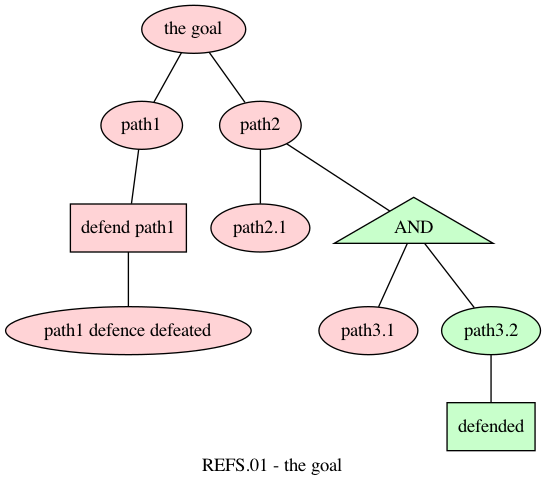 the goal
path1
path2
defend path1
path2.1
AND
path1 defence defeated
path3.1
path3.2
defended
REFS.01 - the goal